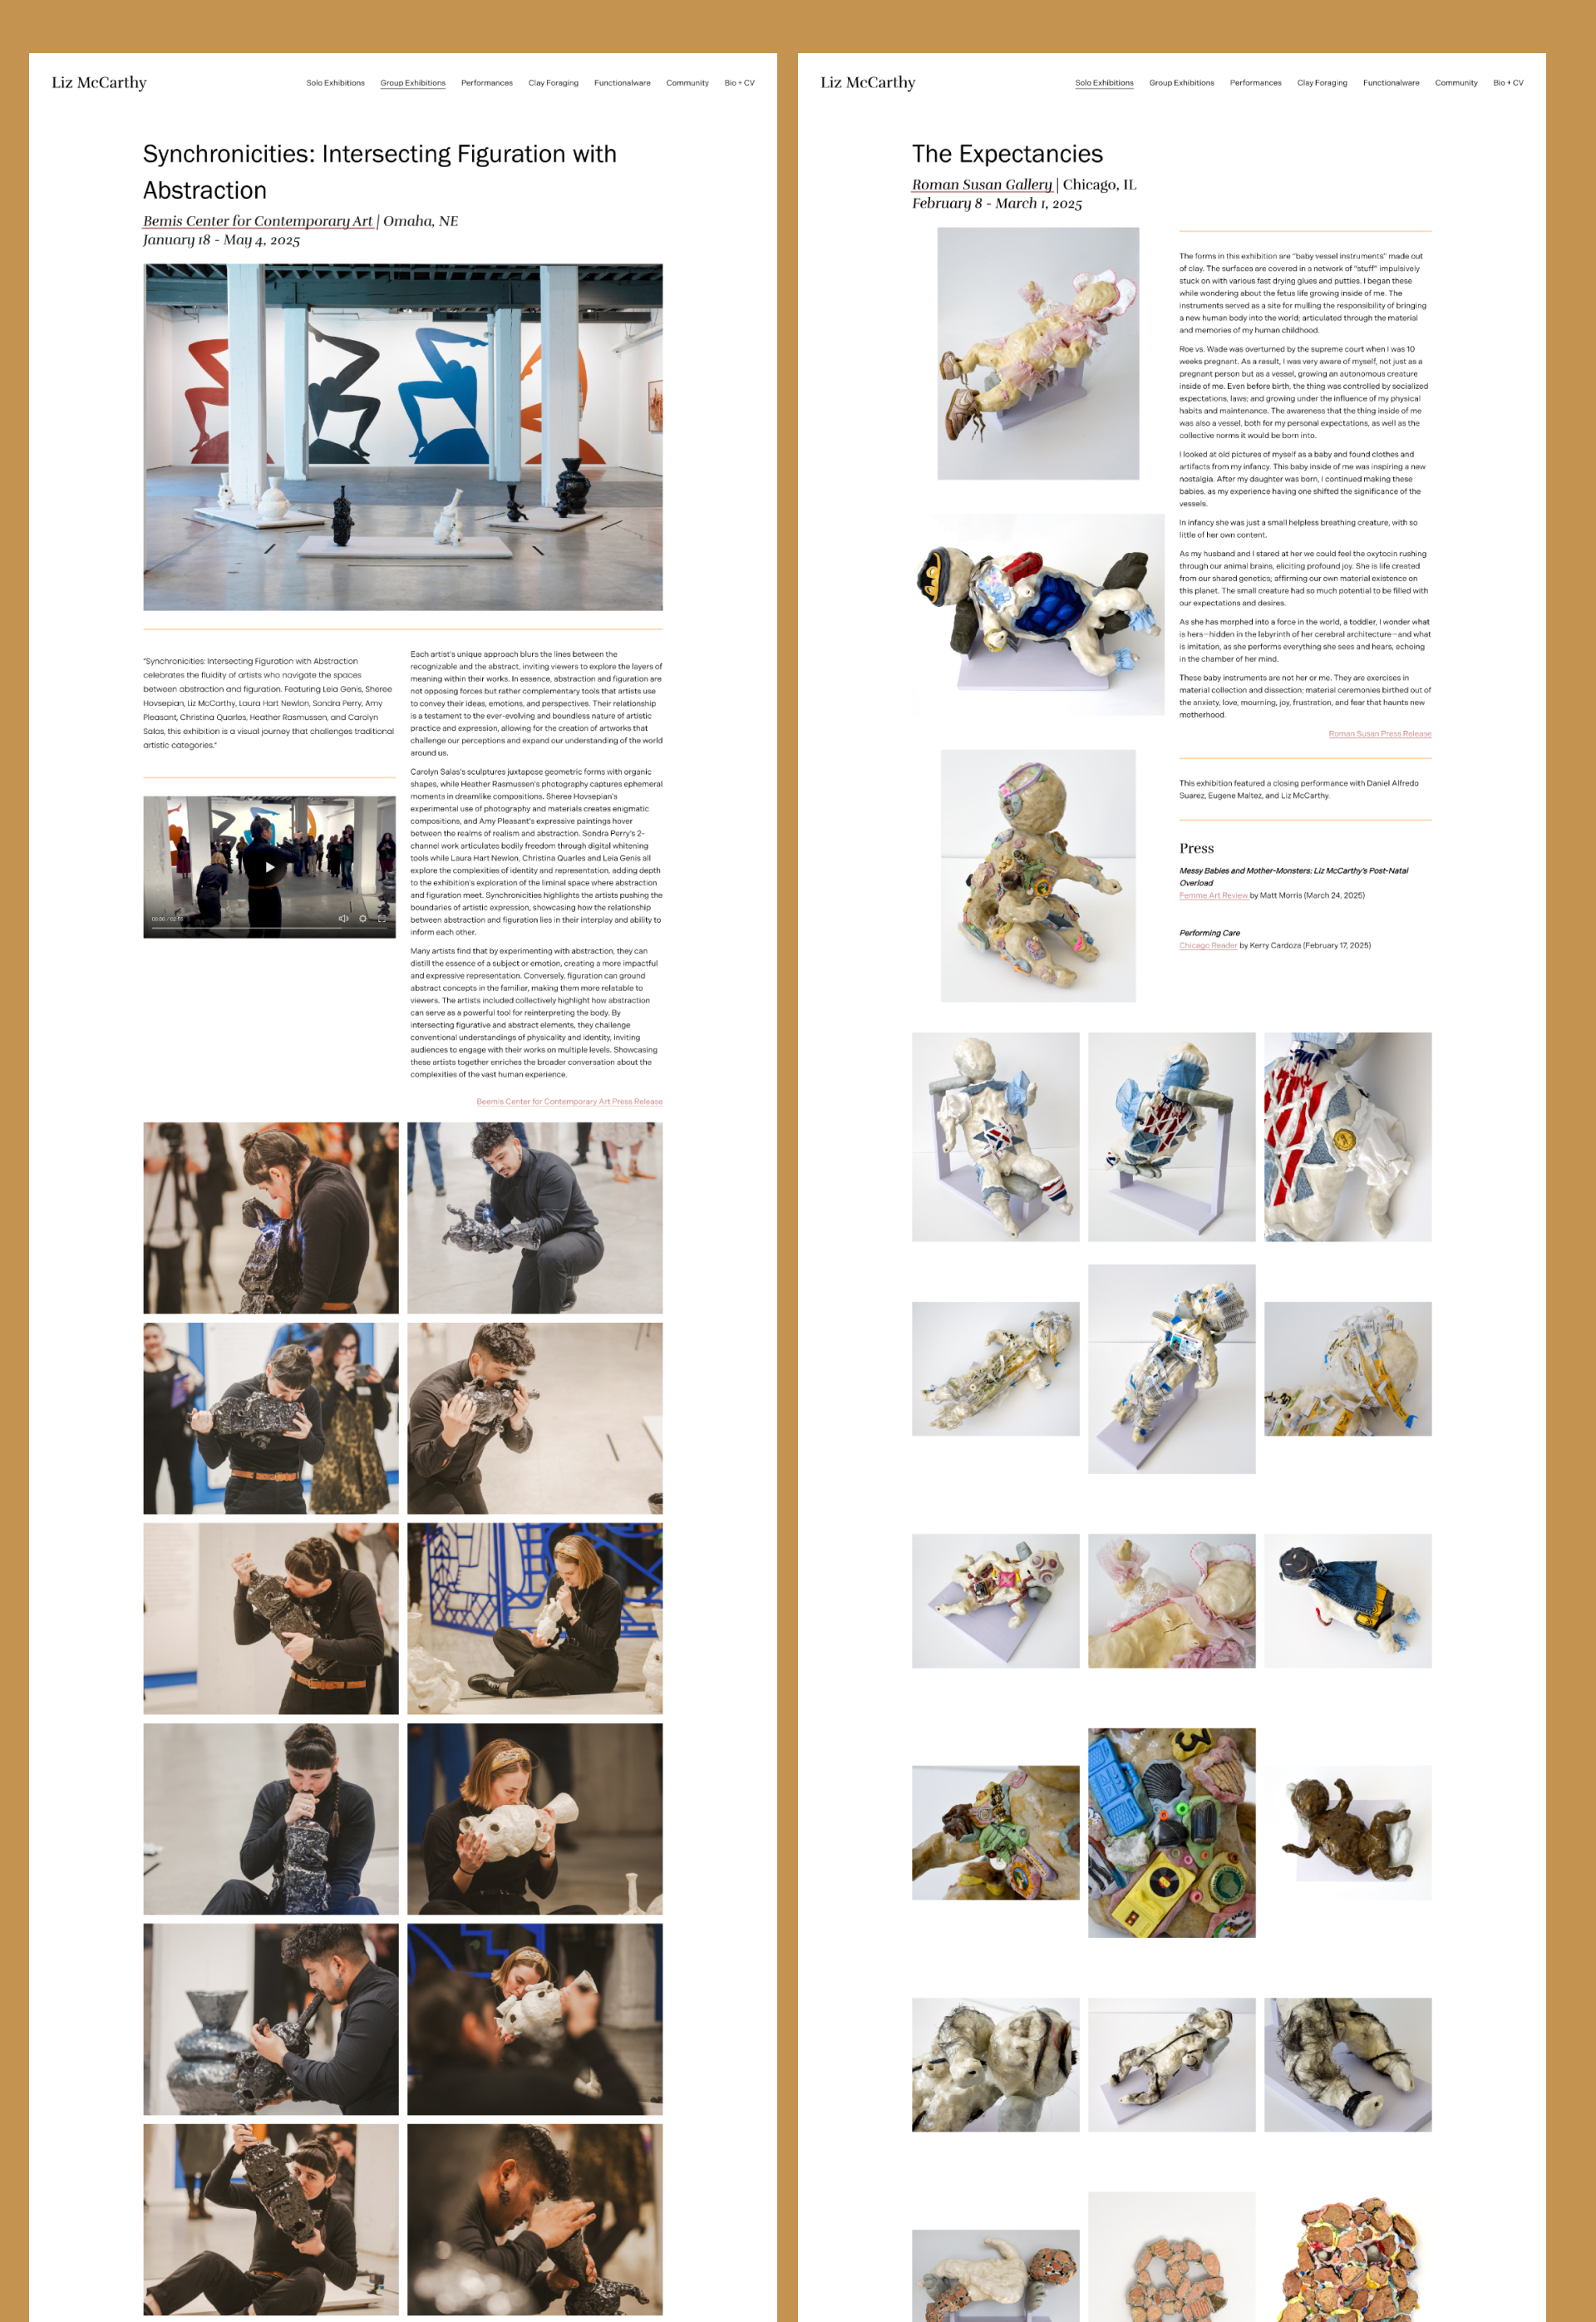 Liz McCarthy
Solo Exhibitions
Group Exhibitions
Performances
Clay Foraging
Functionalware
Community
Bio + CV
Synchronicities: Intersecting Figuration with
Abstraction
Bemis Center for Contemporary Art | Omaha, NE
January 18 - May 4, 2025
"Synchronicities: Intersecting Figuration with Abstraction
celebrates the fluidity of artists who navigate the spaces
between abstraction and figuration. Featuring Leia Genis, Sheree
Hovsepian, Liz McCarthy, Laura Hart Newlon, Sondra Perry, Amy
Pleasant, Christina Quarles, Heather Rasmussen, and Carolyn
Salas, this exhibition is a visual journey that challenges traditional
artistic categories."
Each artist's unique approach blurs the lines between the
recognizable and the abstract, inviting viewers to explore the layers of
meaning within their works. In essence, abstraction and figuration are
not opposing forces but rather complementary tools that artists use
to convey their ideas, emotions, and perspectives. Their relationship
is a testament to the ever-evolving and boundless nature of artistic
practice and expression, allowing for the creation of artworks that
challenge our perceptions and expand our understanding of the world
around us.
Carolyn Salas's sculptures juxtapose geometric forms with organic
shapes, while Heather Rasmussen's photography captures ephemeral
moments in dreamlike compositions. Sheree Hovsepian's
experimental use of photography and materials creates enigmatic
compositions, and Amy Pleasant's expressive paintings hover
between the realms of realism and abstraction. Sondra Perry's 2-
channel work articulates bodily freedom through digital whitening
tools while Laura Hart Newlon, Christina Quarles and Leia Genis all
explore the complexities of identity and representation, adding depth
to the exhibition's exploration of the liminal space where abstraction
and figuration meet. Synchronicities highlights the artists pushing the
boundaries of artistic expression, showcasing how the relationship
between abstraction and figuration lies in their interplay and ability to
inform each other.
Many artists find that by experimenting with abstraction, they can
distill the essence of a subject or emotion, creating a more impactful
and expressive representation. Conversely, figuration can ground
abstract concepts in the familiar, making them more relatable to
viewers. The artists included collectively highlight how abstraction
can serve as a powerful tool for reinterpreting the body. By
intersecting figurative and abstract elements, they challenge
conventional understandings of physicality and identity, inviting
audiences to engage with their works on multiple levels. Showcasing
these artists together enriches the broader conversation about the
complexities of the vast human experience.
Beemis Center for Contemporary Art Press Release
Liz McCarthy
Solo Exhibitions
Group Exhibitions
Performances
Clay Foraging
Functionalware
Community
Bio + CV
The Expectancies
Roman Susan Gallery | Chicago, IL
February 8 - March 1, 2025
The forms in this exhibition are "baby vessel instruments" made out
of clay. The surfaces are covered in a network of "stuff" impulsively
stuck on with various fast drying glues and putties. I began these
while wondering about the fetus life growing inside of me. The
instruments served as a site for mulling the responsibility of bringing
a new human body into the world; articulated through the material
and memories of my human childhood.
Roe vs. Wade was overturned by the supreme court when I was 10
weeks pregnant. As a result, I was very aware of myself, not just as a
pregnant person but as a vessel, growing an autonomous creature
inside of me. Even before birth, the thing was controlled by socialized
expectations, laws; and growing under the influence of my physical
habits and maintenance. The awareness that the thing inside of me
was also a vessel, both for my personal expectations, as well as the
collective norms it would be born into.
I looked at old pictures of myself as a baby and found clothes and
artifacts from my infancy. This baby inside of me was inspiring a new
nostalgia. After my daughter was born, I continued making these
babies, as my experience having one shifted the significance of the
vessels.
In infancy she was just a small helpless breathing creature, with so
little of her own content.
As my husband and I stared at her we could feel the oxytocin rushing
through our animal brains, eliciting profound joy. She is life created
from our shared genetics; affirming our own material existence on
this planet. The small creature had so much potential to be filled with
our expectations and desires.
As she has morphed into a force in the world, a toddler, I wonder what
is hers—hidden in the labyrinth of her cerebral architecture—and what
is imitation, as she performs everything she sees and hears, echoing
in the chamber of her mind.
These baby instruments are not her or me. They are exercises in
material collection and dissection; material ceremonies birthed out of
the anxiety, love, mourning, joy, frustration, and fear that haunts new
motherhood.
Roman Susan Press Release
This exhibition featured a closing performance with Daniel Alfredo
Suarez, Eugene Maltez, and Liz McCarthy.
Press
Messy Babies and Mother-Monsters: Liz McCarthy's Post-Natal
Overload
Femme Art Review by Matt Morris (March 24, 2025)
Performing Care
Chicago Reader by Kerry Cardoza (February 17, 2025)